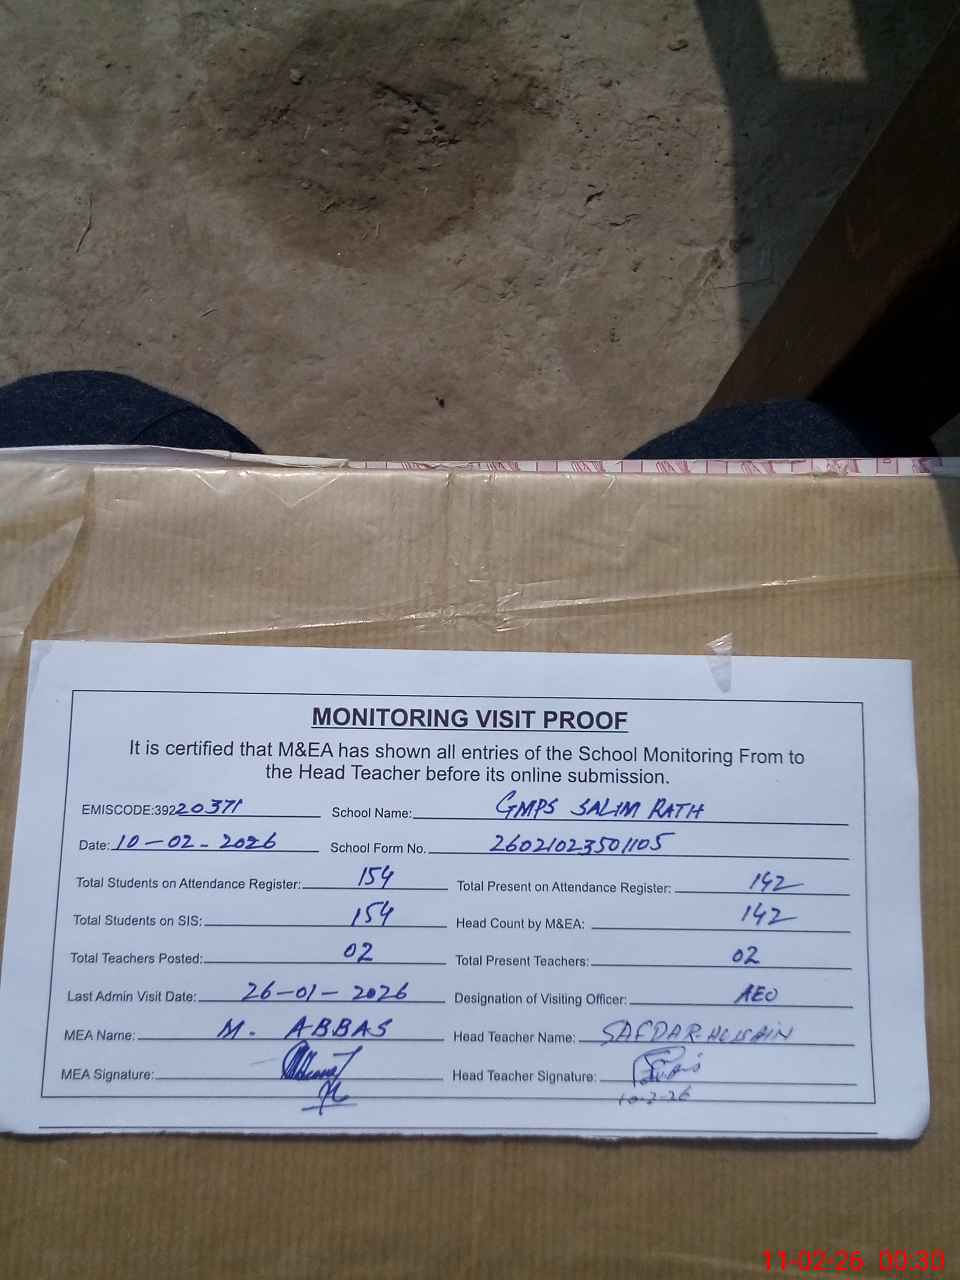 MONITORING VISIT PROOF
It is certified that M&EA has shown all entries of the School Monitoring From to
the Head Teacher before its online submission.
EMISCODE:39220371 School Name: GMPS SALIM RATH
Date: 10-02-2026 School Form No. 26021023501105
Total Students on Attendance Register: 154 Total Present on Attendance Register: 142
Total Students on SIS: 154 Head Count by M&EA: 142
Total Teachers Posted: 02 Total Present Teachers: 02
Last Admin Visit Date: 26-01-2026 Designation of Visiting Officer: AEO
MEA Name: M. ABBAS Head Teacher Name: SAFDAR HUSSAIN
MEA Signature: Head Teacher Signature:
10-2-26
11-02-26 00:30